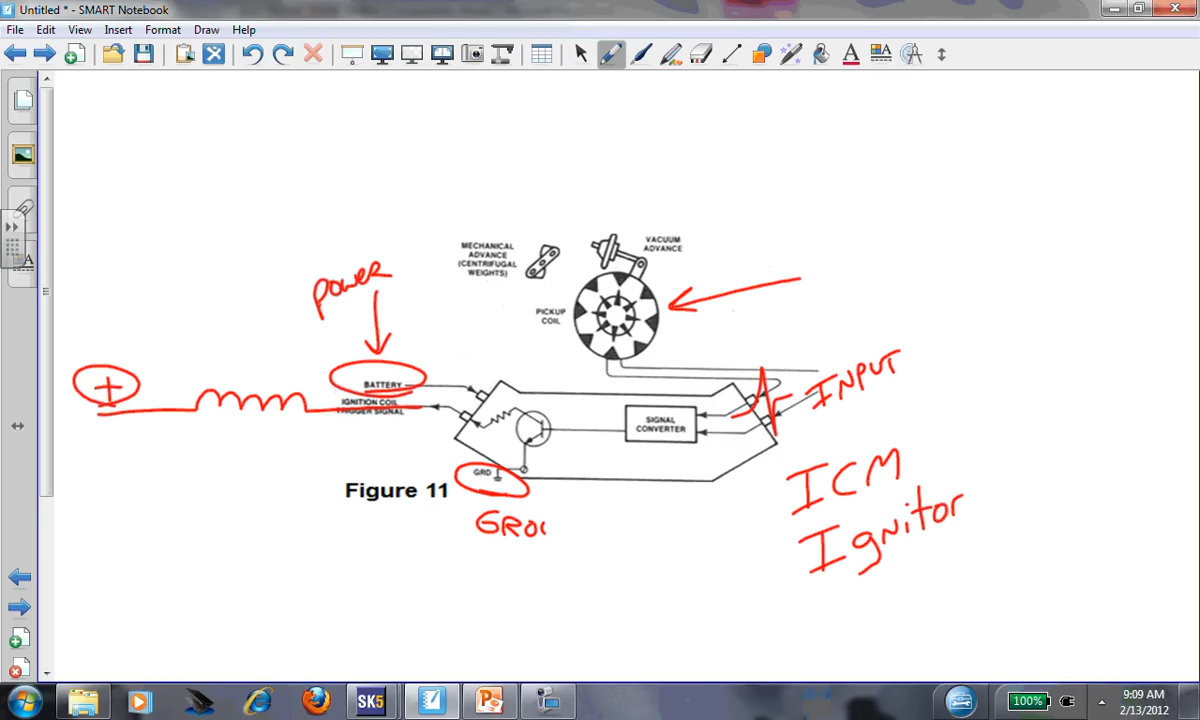 Untitled * - SMART Notebook
File Edit View Insert Format Draw Help
MECHANICAL
ADVANCE
(CENTRIFUGAL
WEIGHTS)
VACUUM
ADVANCE
power
PICKUP
COIL
+
BATTERY
IGNITION COIL
TRIGGER SIGNAL
INPUT
SIGNAL
CONVERTER
GRD
Figure 11
GROU
ICM
Ignitor
SK5
100%
9:09 AM
2/13/2012